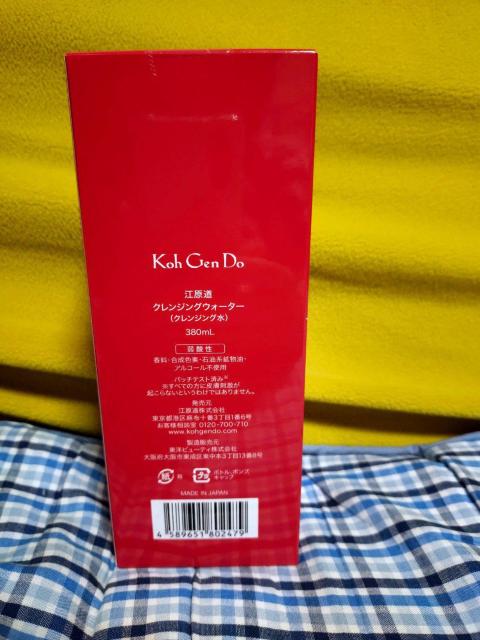 Koh Gen Do
江原道
クレンジングウォーター
（クレンジング水）
380mL
弱酸性
香料・合成色素・石油系鉱物油・
アルコール不使用
パッチテスト済み※
※すべての方に皮膚刺激が
起こらないというわけではありません。
発売元
江原道株式会社
東京都港区麻布十番3丁目1番6号
お客様相談室 0120-700-710
www.kohgendo.com
製造販売元
東洋ビューティ株式会社
大阪府大阪市東成区東中本3丁目13番8号
紙 箱
プラ ボトル、ポンプ、
キャップ
MADE IN JAPAN
4 589651 802479